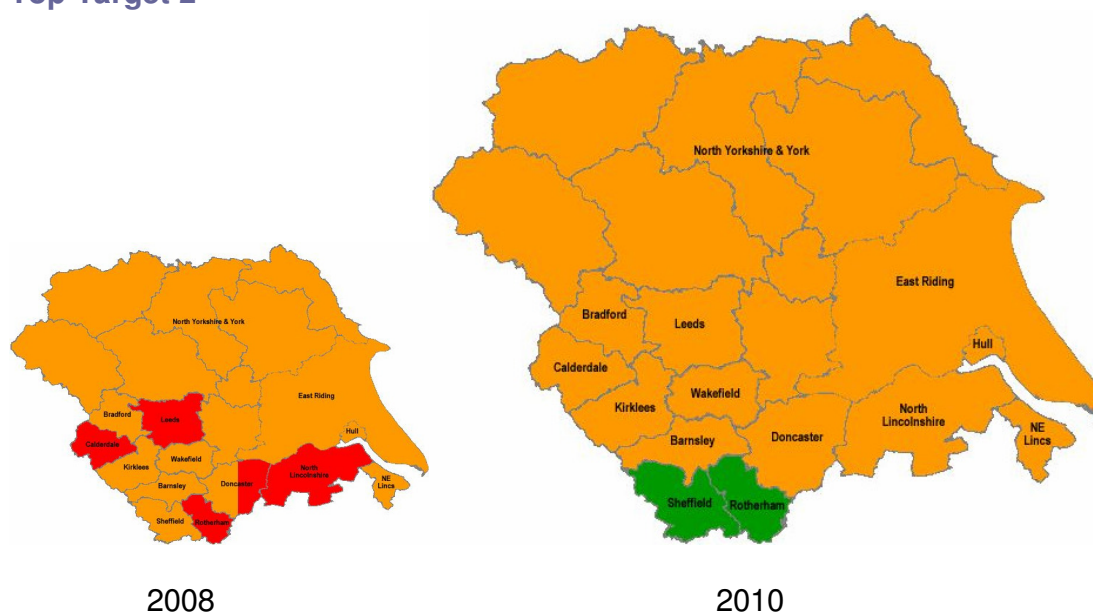 Top Target 2
North Yorkshire & York
East Riding
Bradford
Leeds
Hull
Calderdale
Wakefield
Kirklees
North
Lincolnshire
Barnsley
Doncaster
NE
Lincs
Sheffield
Rotherham
North Yorkshire & York
East Riding
Bradford
Leeds
Hull
Calderdale
Wakefield
Kirklees
North
Lincolnshire
Barnsley
Doncaster
NE
Lincs
Sheffield
Rotherham
2008
2010